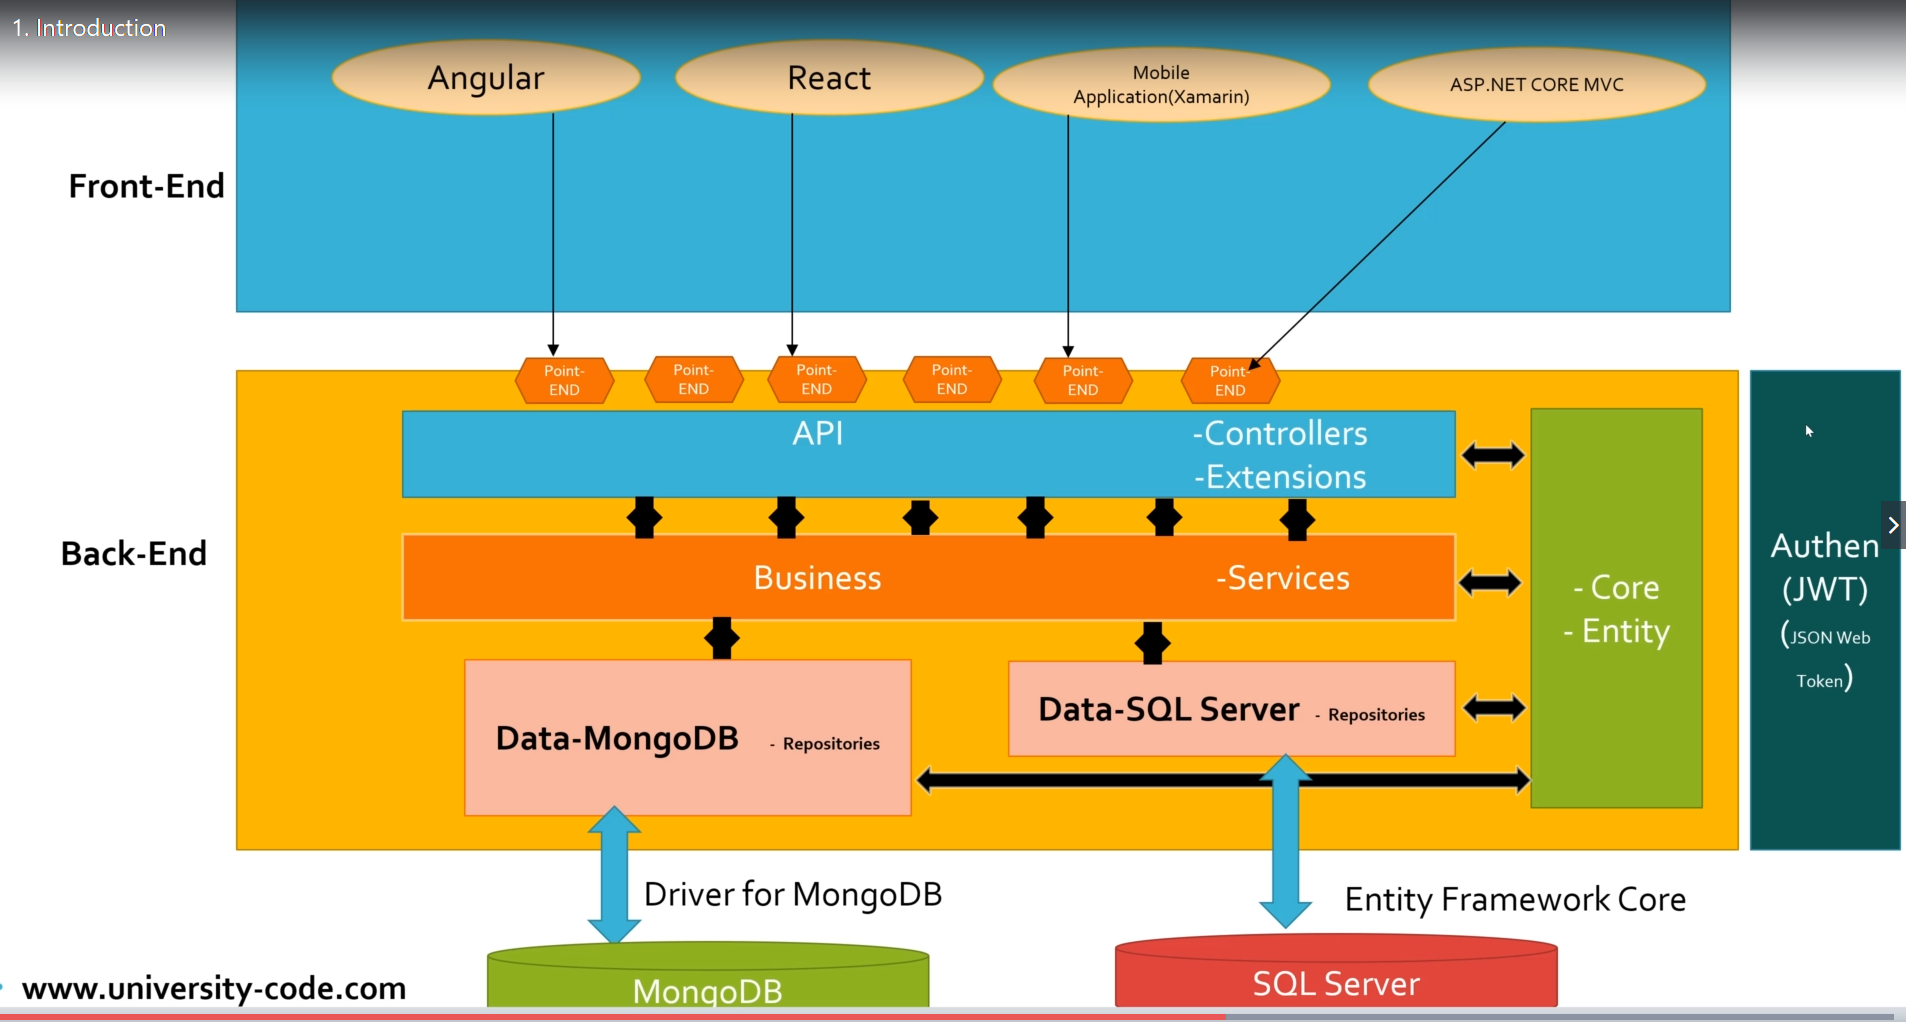 1. Introduction
Angular
React
Mobile
Application(Xamarin)
ASP.NET CORE MVC
Front-End
Point-
END
Point-
END
Point-
END
Point-
END
Point-
END
Point-
END
API
-Controllers
-Extensions
Back-End
Business
-Services
- Core
- Entity
Authen
(JWT)
(JSON Web
Token)
Data-MongoDB
- Repositories
Data-SQL Server
- Repositories
Driver for MongoDB
Entity Framework Core
www.university-code.com
MongoDB
SQL Server